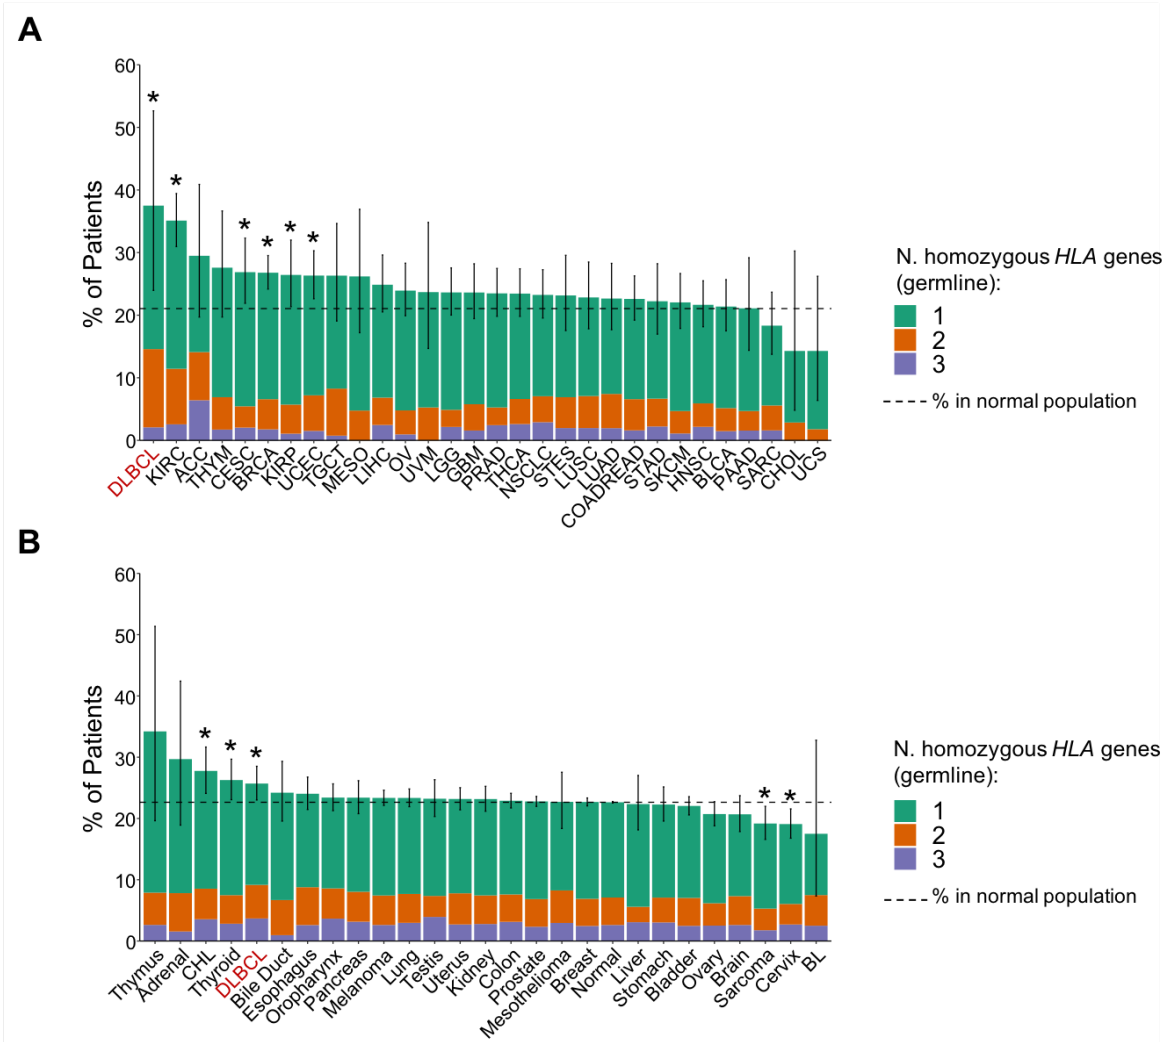 A
60
50
40
30
20
10
0
% of Patients
*
*
*
*
*
*
DLBCL
KIRC
ACC
THYM
CESC
BRCA
KIRP
UCEC
TGCT
MESO
LIHC
OV
UVM
LGG
GBM
PRAD
THCA
NSCLC
STES
LUSC
LUAD
COADREAD
STAD
SKCM
HNSC
BLCA
PAAD
SARC
CHOL
UCS
N. homozygous HLA genes
(germline):
1
2
3
% in normal population
B
60
50
40
30
20
10
0
% of Patients
*
*
*
*
*
Thymus
Adrenal
CHL
Thyroid
DLBCL
Bile Duct
Esophagus
Oropharynx
Pancreas
Melanoma
Lung
Testis
Uterus
Kidney
Colon
Prostate
Mesothelioma
Breast
Normal
Liver
Stomach
Bladder
Ovary
Brain
Sarcoma
Cervix
BL
N. homozygous HLA genes
(germline):
1
2
3
% in normal population